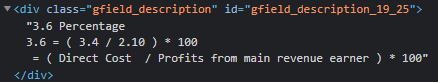 <div class="gfield_description" id="gfield_description_19_25">
"3.6 Percentage
3.6 = ( 3.4 / 2.10 ) * 100
= ( Direct Cost  / Profits from main revenue earner ) * 100"
</div>